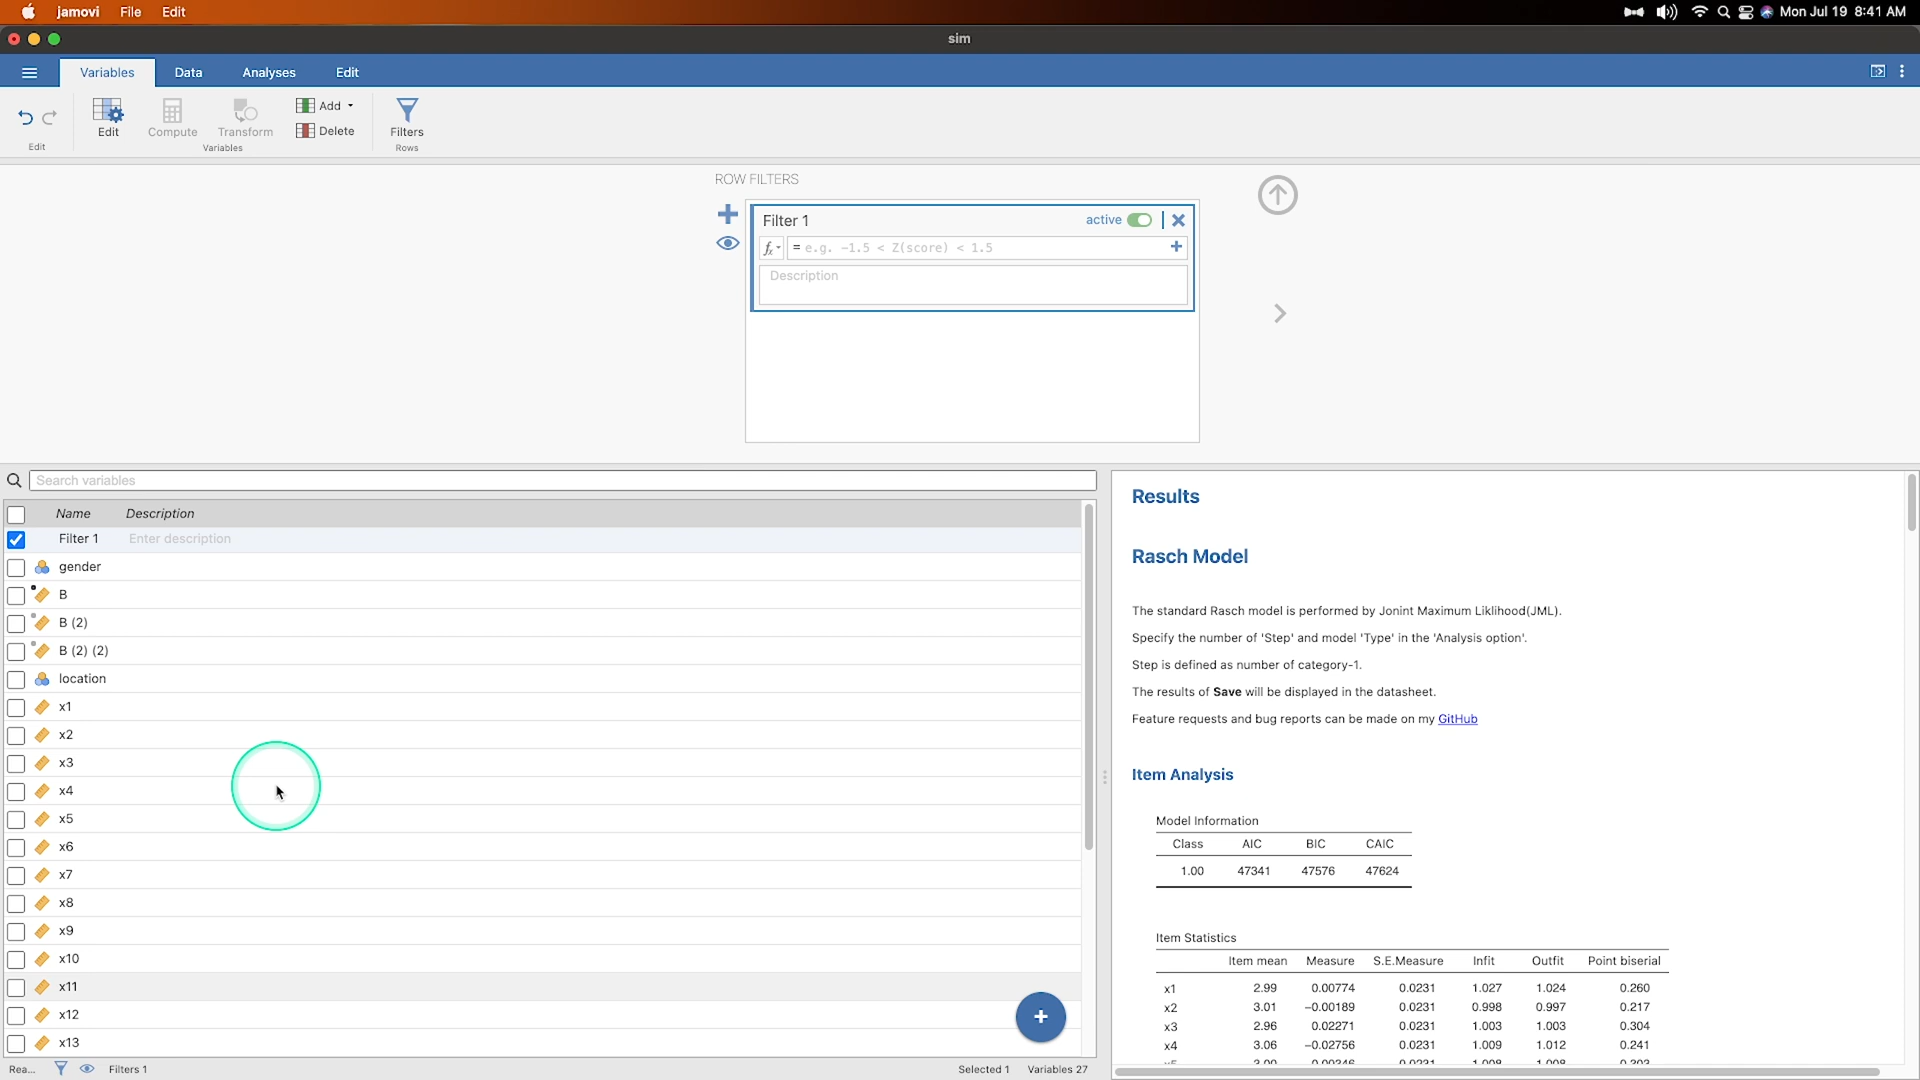 jamovi File Edit Mon Jul 19 8:41 AM
sim
Variables Data Analyses Edit
Edit Compute Transform Add Delete Filters
Edit Variables Rows
ROW FILTERS
Filter 1 active
fx = e.g. -1.5 < Z(score) < 1.5
Description
Search variables
Name Description
Filter 1 Enter description
gender
B
B (2)
B (2) (2)
location
x1
x2
x3
x4
x5
x6
x7
x8
x9
x10
x11
x12
x13
Rea... Filters 1 Selected 1 Variables 27
Results
Rasch Model
The standard Rasch model is performed by Jonint Maximum Liklihood(JML).
Specify the number of 'Step' and model 'Type' in the 'Analysis option'.
Step is defined as number of category-1.
The results of Save will be displayed in the datasheet.
Feature requests and bug reports can be made on my GitHub
Item Analysis
Model Information
Class AIC BIC CAIC
1.00 47341 47576 47624
Item Statistics
Item mean Measure S.E.Measure Infit Outfit Point biserial
x1 2.99 0.00774 0.0231 1.027 1.024 0.260
x2 3.01 -0.00189 0.0231 0.998 0.997 0.217
x3 2.96 0.02271 0.0231 1.003 1.003 0.304
x4 3.06 -0.02756 0.0231 1.009 1.012 0.241